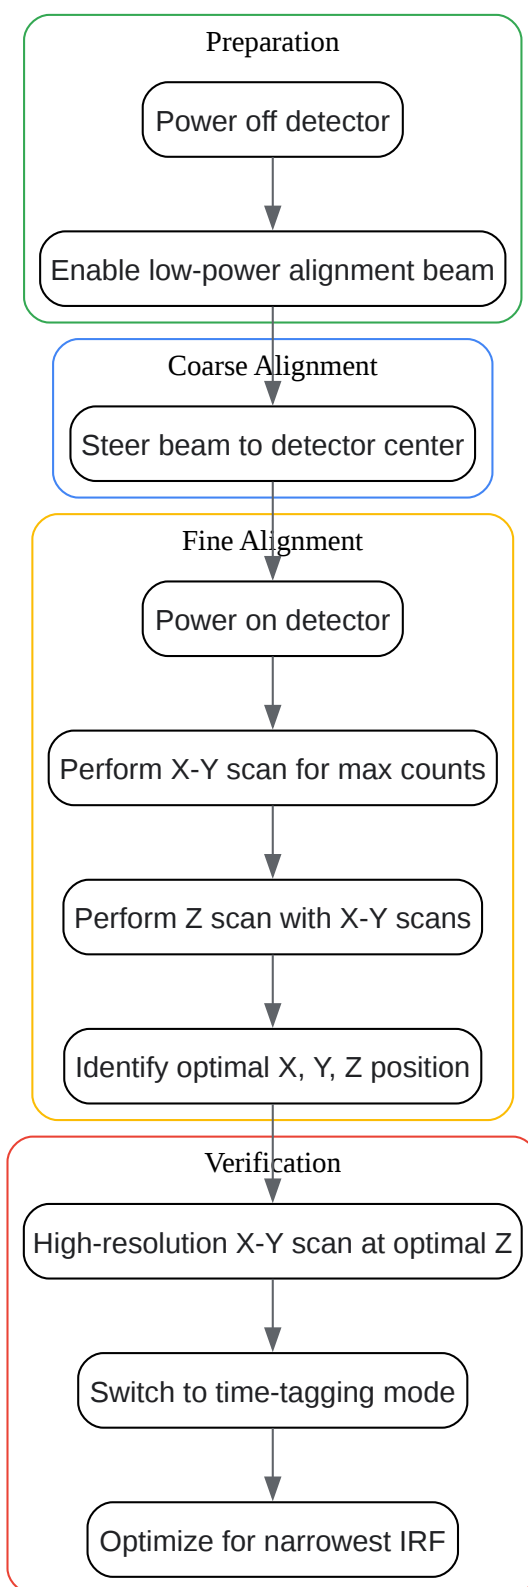 Preparation
Power off detector
Enable low-power alignment beam
Coarse Alignment
Steer beam to detector center
Fine Alignment
Power on detector
Perform X-Y scan for max counts
Perform Z scan with X-Y scans
Identify optimal X, Y, Z position
Verification
High-resolution X-Y scan at optimal Z
Switch to time-tagging mode
Optimize for narrowest IRF